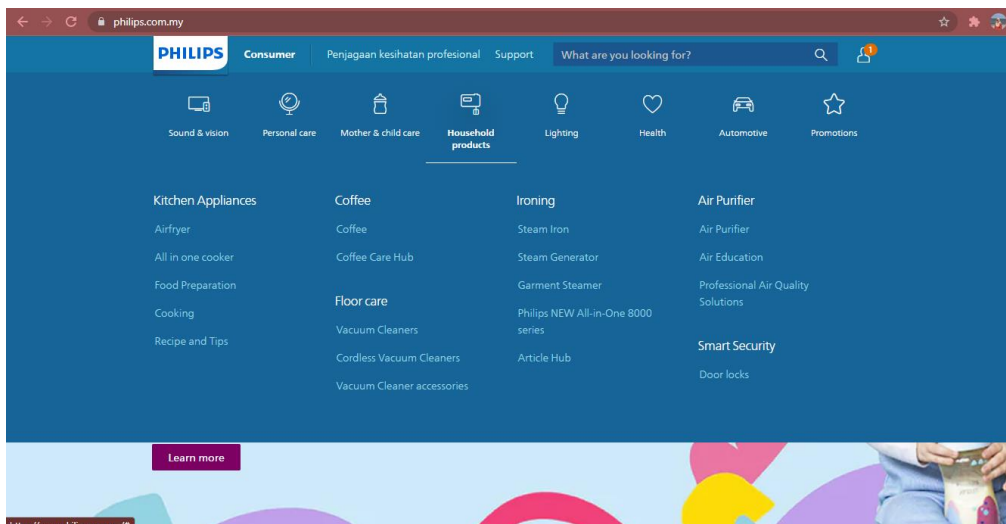 philips.com.my
PHILIPS
Consumer
Penjagaan kesihatan profesional
Support
What are you looking for?
1
Sound & vision
Personal care
Mother & child care
Household
products
Lighting
Health
Automotive
Promotions
Kitchen Appliances
Airfryer
All in one cooker
Food Preparation
Cooking
Recipe and Tips
Coffee
Coffee
Coffee Care Hub
Floor care
Vacuum Cleaners
Cordless Vacuum Cleaners
Vacuum Cleaner accessories
Ironing
Steam Iron
Steam Generator
Garment Steamer
Philips NEW All-in-One 8000
series
Article Hub
Air Purifier
Air Purifier
Air Education
Professional Air Quality
Solutions
Smart Security
Door locks
Learn more